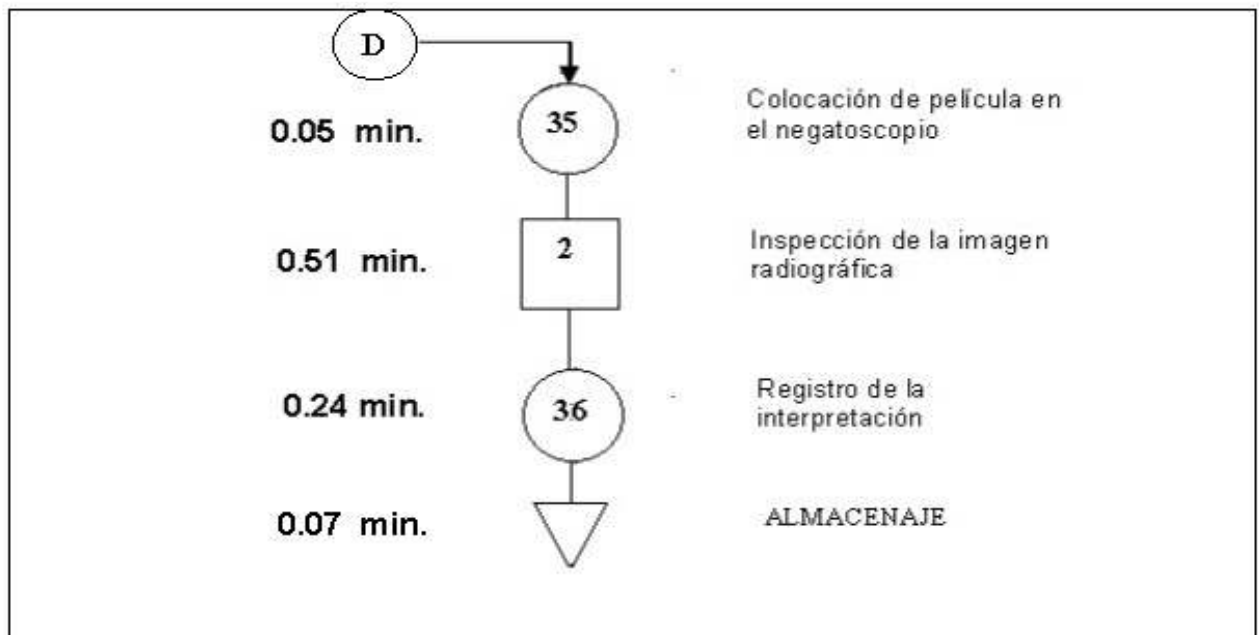 D
0.05 min.
35
Colocación de película en
el negatoscopio
0.51 min.
2
Inspección de la imagen
radiográfica
0.24 min.
36
Registro de la
interpretación
0.07 min.
ALMACENAJE